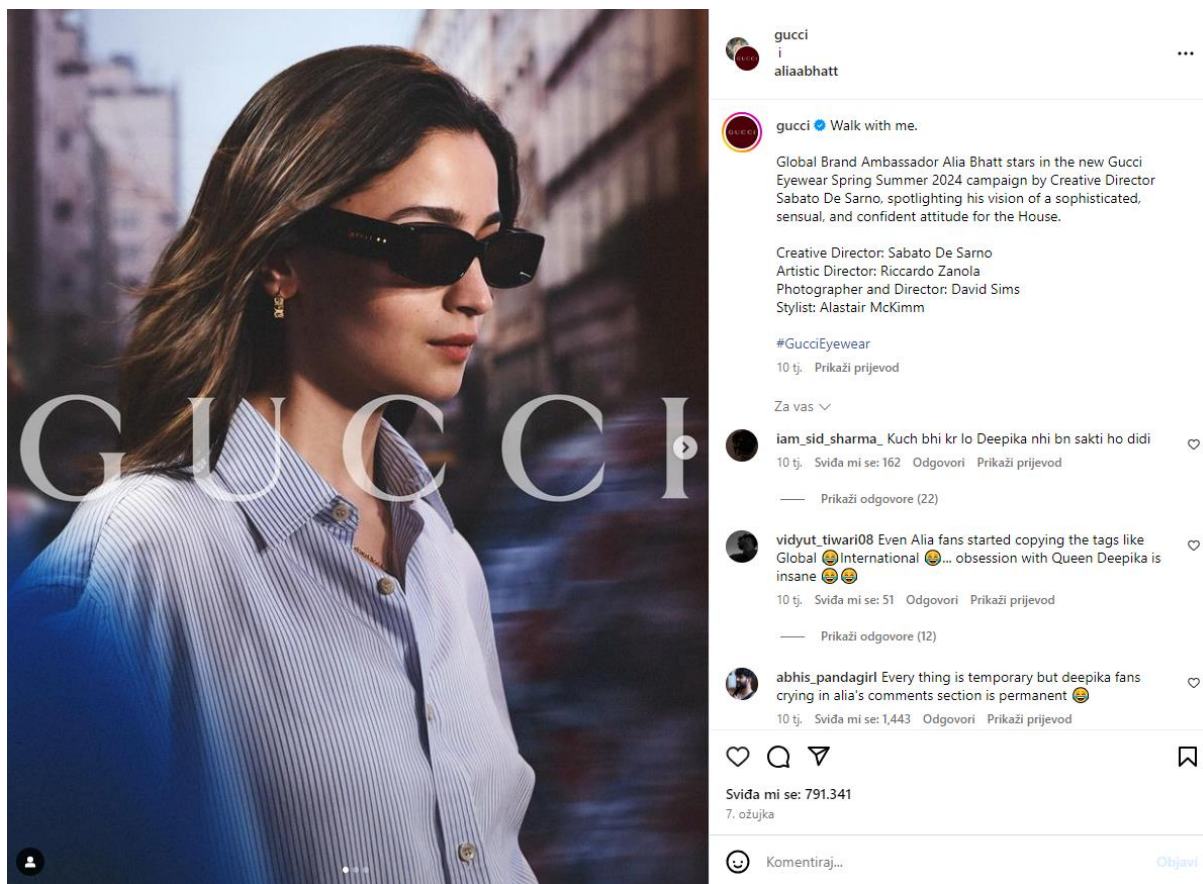 GUCCI
gucci
i
aliaabhatt
GUCCI
gucci Walk with me.
Global Brand Ambassador Alia Bhatt stars in the new Gucci
Eyewear Spring Summer 2024 campaign by Creative Director
Sabato De Sarno, spotlighting his vision of a sophisticated,
sensual, and confident attitude for the House.
Creative Director: Sabato De Sarno
Artistic Director: Riccardo Zanola
Photographer and Director: David Sims
Stylist: Alastair McKimm
#GucciEyewear
10 tj. Prikaži prijevod
Za vas
iam_sid_sharma_ Kuch bhi kr lo Deepika nhi bn sakti ho didi
10 tj. Sviđa mi se: 162 Odgovori Prikaži prijevod
Prikaži odgovore (22)
vidyut_tiwari08 Even Alia fans started copying the tags like
Global 😂International 😂... obsession with Queen Deepika is
insane 😂😂
10 tj. Sviđa mi se: 51 Odgovori Prikaži prijevod
Prikaži odgovore (12)
abhis_pandagirl Every thing is temporary but deepika fans
crying in alia's comments section is permanent 😂
10 tj. Sviđa mi se: 1,443 Odgovori Prikaži prijevod
Sviđa mi se: 791.341
7. ožujka
Komentiraj...
Objavi
GUCCI